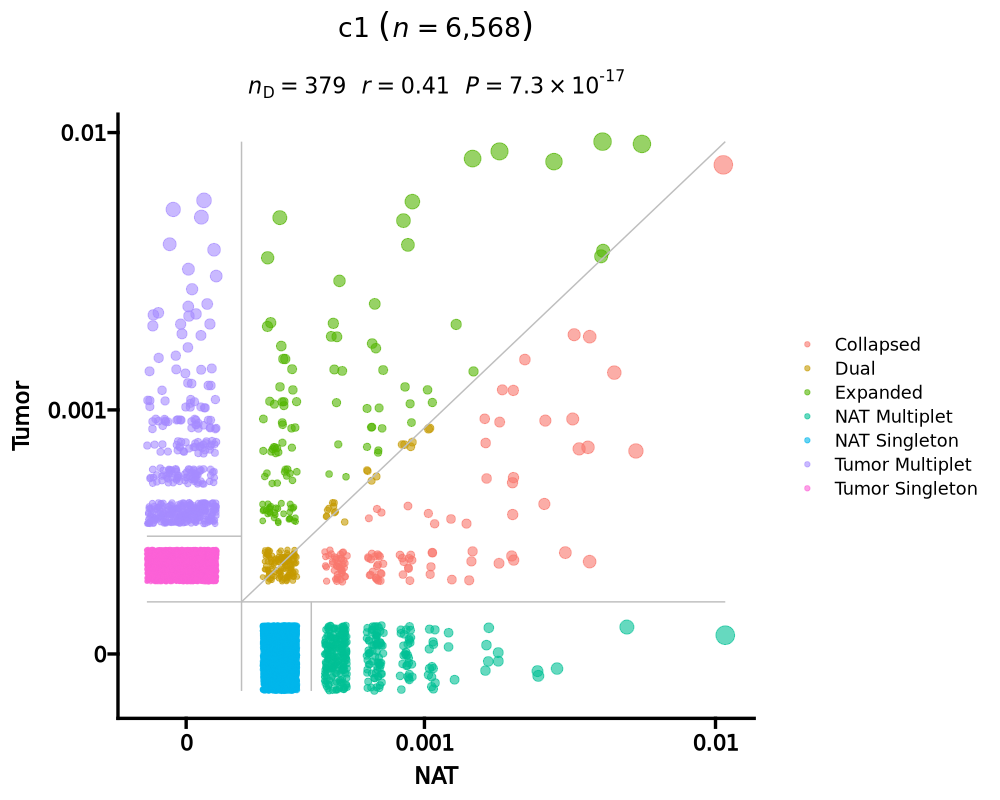 c1 (n = 6,568)
n_D = 379 r = 0.41 P = 7.3 × 10^-17
0.01
0.001
0
Tumor
0
0.001
0.01
NAT
Collapsed
Dual
Expanded
NAT Multiplet
NAT Singleton
Tumor Multiplet
Tumor Singleton